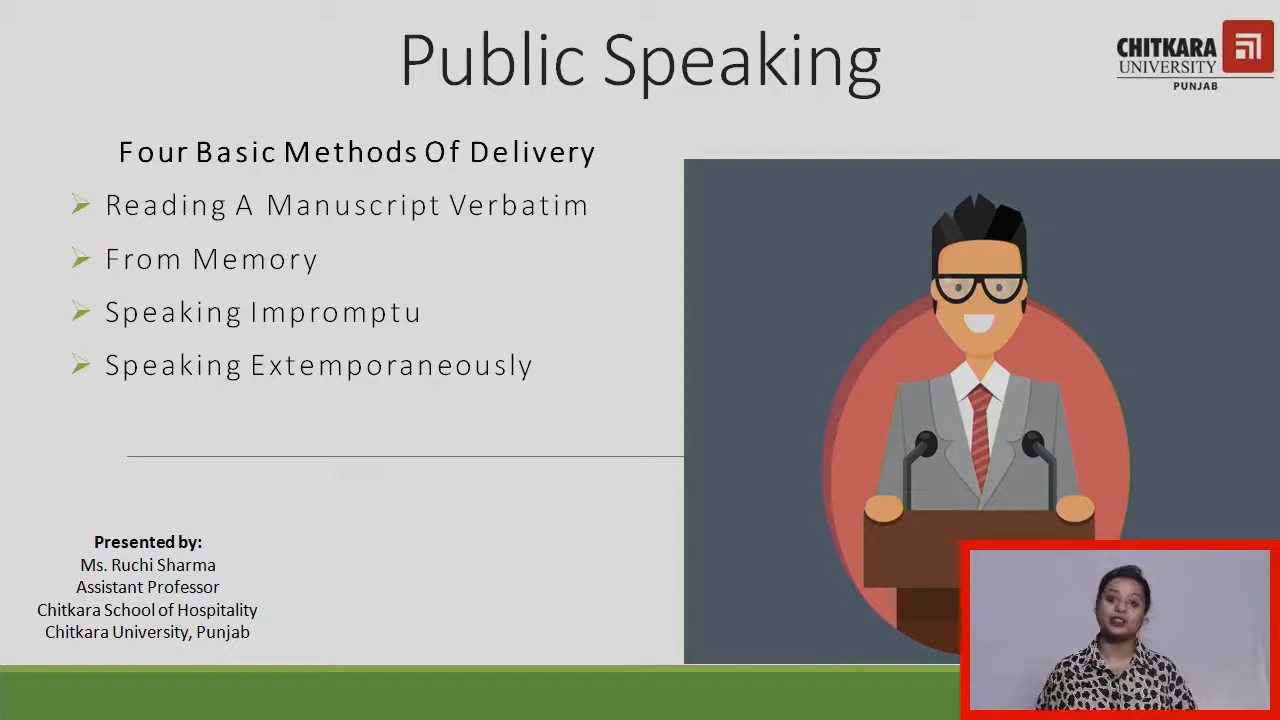 Public Speaking
CHITKARA
UNIVERSITY
PUNJAB
Four Basic Methods Of Delivery
Reading A Manuscript Verbatim
From Memory
Speaking Impromptu
Speaking Extemporaneously
Presented by:
Ms. Ruchi Sharma
Assistant Professor
Chitkara School of Hospitality
Chitkara University, Punjab